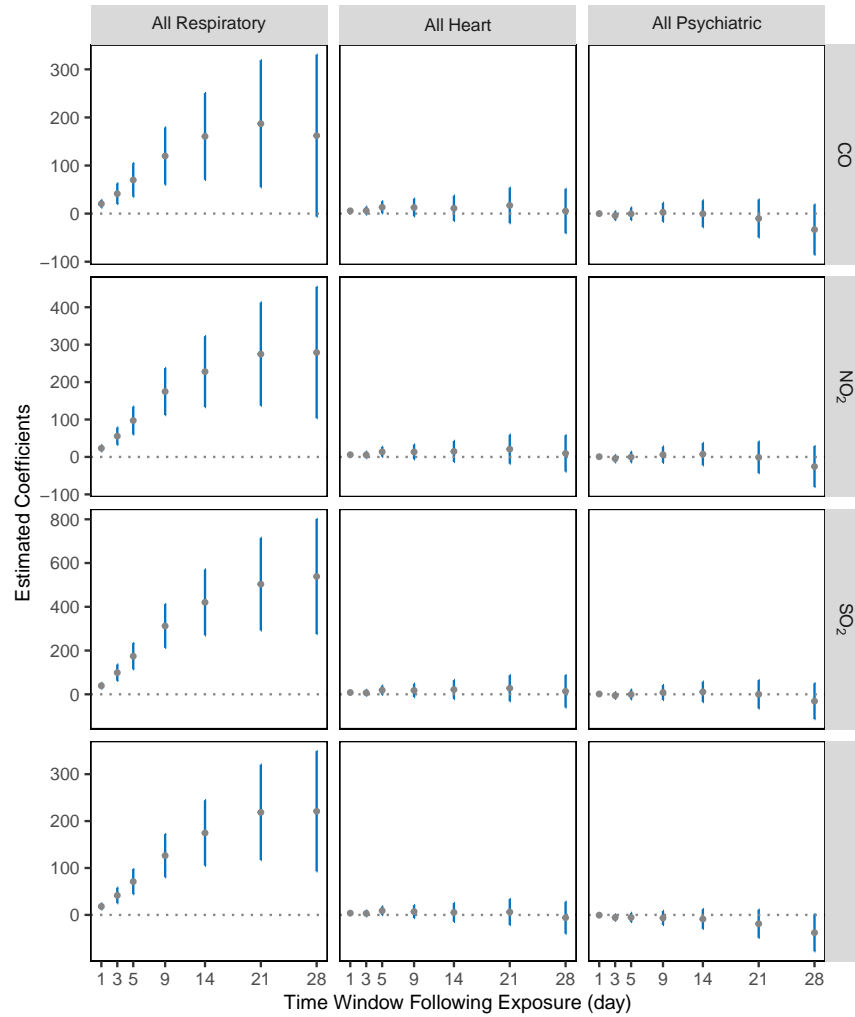 All Respiratory
All Heart
All Psychiatric
300
200
100
0
−100
CO
400
300
200
100
0
−100
NO₂
800
600
400
200
0
SO₂
300
200
100
0
1 3 5 9 14 21 28
1 3 5 9 14 21 28
1 3 5 9 14 21 28
Estimated Coefficients
Time Window Following Exposure (day)